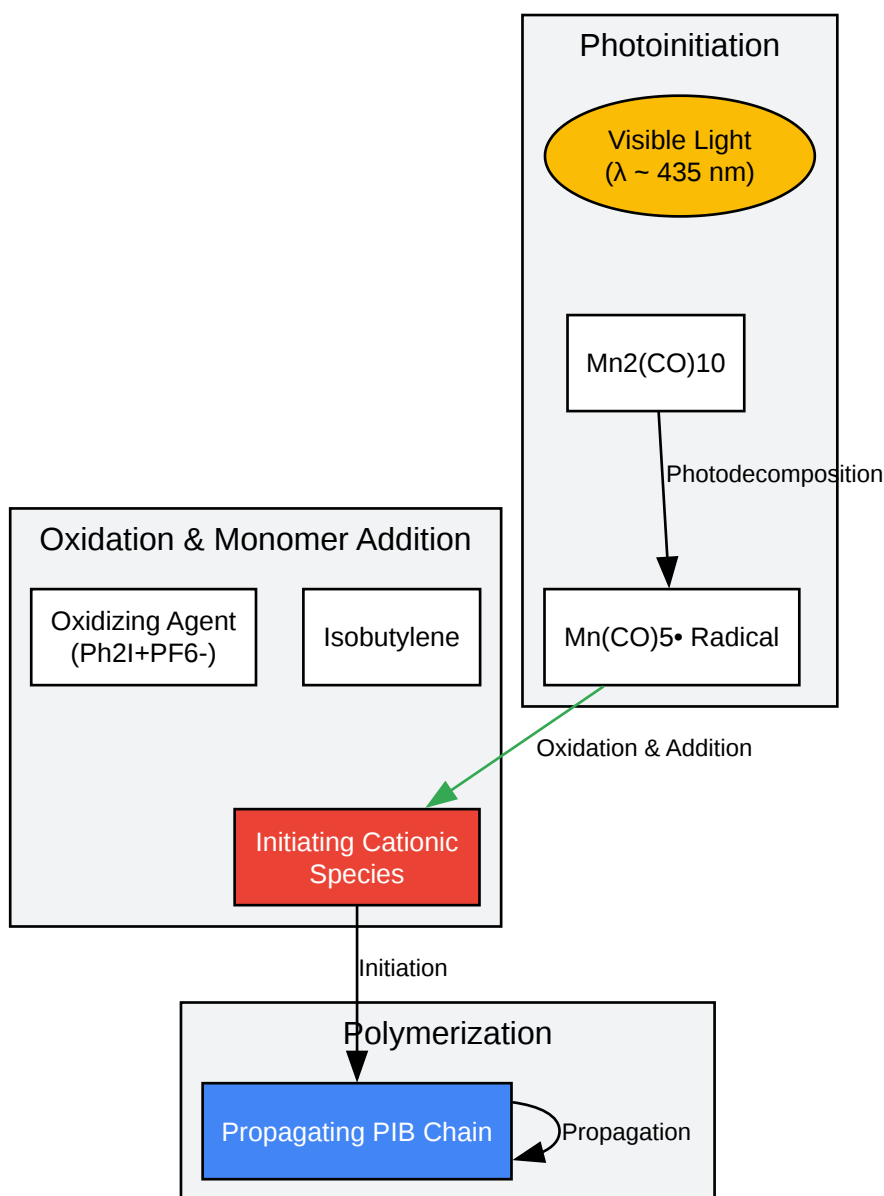 Photoinitiation
Visible Light
(λ ~ 435 nm)
Mn2(CO)10
Photodecomposition
Oxidation & Monomer Addition
Oxidizing Agent
(Ph2I+PF6-)
Isobutylene
Mn(CO)5• Radical
Oxidation & Addition
Initiating Cationic
Species
Initiation
Polymerization
Propagating PIB Chain
Propagation